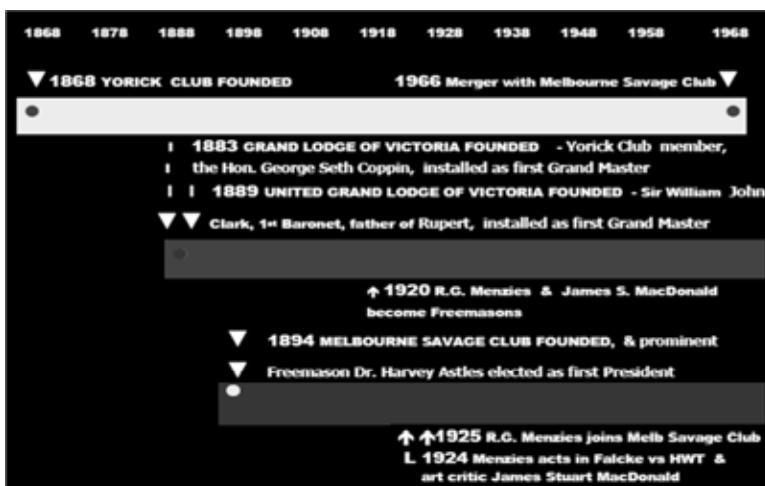 1868 1878 1888 1898 1908 1918 1928 1938 1948 1958 1968
1868 YORICK CLUB FOUNDED 1966 Merger with Melbourne Savage Club
1883 GRAND LODGE OF VICTORIA FOUNDED - Yorick Club member,
the Hon. George Seth Coppin, installed as first Grand Master
1889 UNITED GRAND LODGE OF VICTORIA FOUNDED - Sir William John
Clark, 1st Baronet, father of Rupert, installed as first Grand Master
1920 R.G. Menzies & James S. MacDonald
become Freemasons
1894 MELBOURNE SAVAGE CLUB FOUNDED, & prominent
Freemason Dr. Harvey Astles elected as first President
1925 R.G. Menzies joins Melb Savage Club
L 1924 Menzies acts in Falcke vs HWT &
art critic James Stuart MacDonald